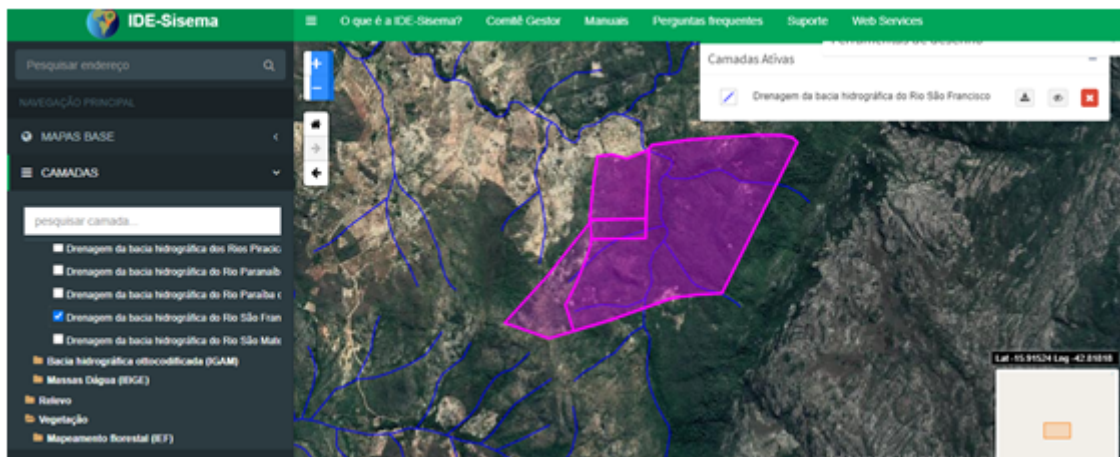 IDE-Sisema
O que é a IDE-Sisema? Comitê Gestor Manuais Perguntas frequentes Suporte Web Services
Pesquisar endereço
NAVEGAÇÃO PRINCIPAL
MAPAS BASE
CAMADAS
pesquisar camada...
Drenagem da bacia hidrográfica dos Rios Piracic
Drenagem da bacia hidrográfica do Rio Paranaíb
Drenagem da bacia hidrográfica do Rio Paraíba c
Drenagem da bacia hidrográfica do Rio São Fran
Drenagem da bacia hidrográfica do Rio São Mate
Bacia hidrográfica ottocodificada (IGAM)
Massas Dágua (IBGE)
Relevo
Vegetação
Mapeamento florestal (IEF)
+
−
Ferramentas de desenho
Camadas Ativas
Drenagem da bacia hidrográfica do Rio São Francisco
Lat -15.91524 Log -42.81818